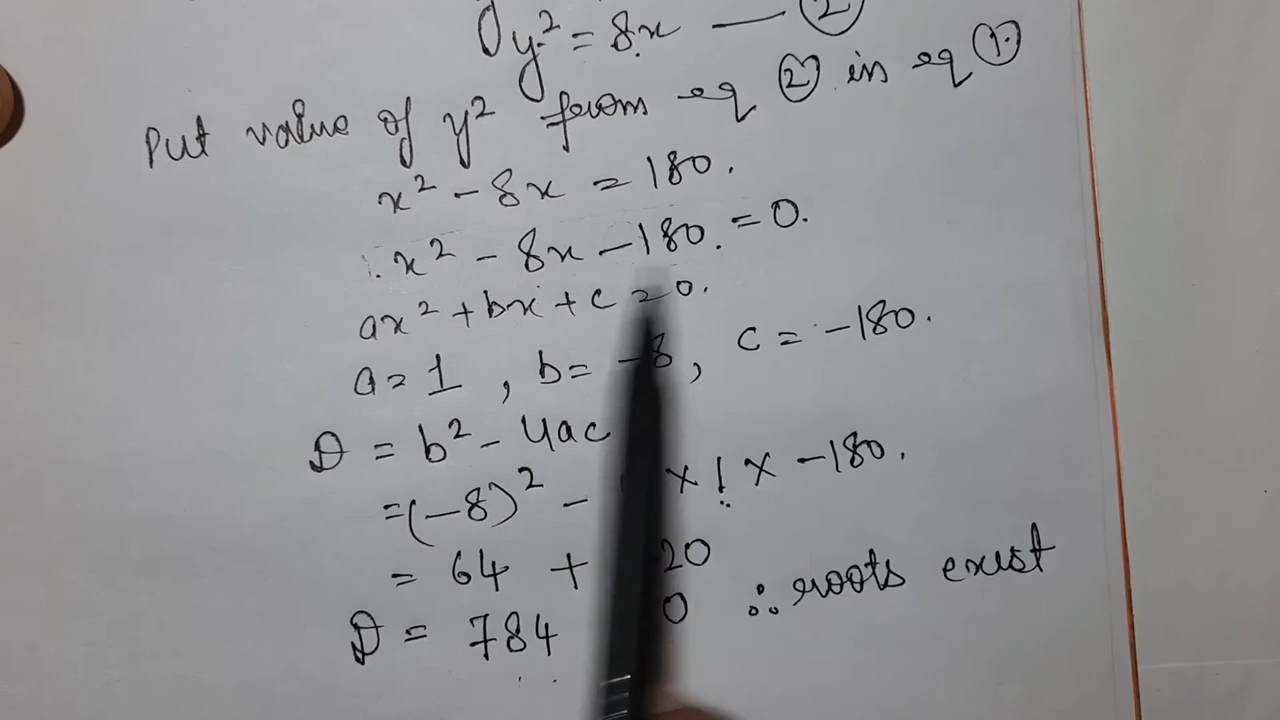 y² = 8x — ②
Put value of y² from eq ② in eq ①
x² - 8x = 180.
x² - 8x - 180 = 0.
ax² + bx + c = 0.
a = 1 , b = -8 , c = -180.
D = b² - 4ac
= (-8)² - × 1 × -180.
= 64 + 20
D = 784 0 ∴ roots exist